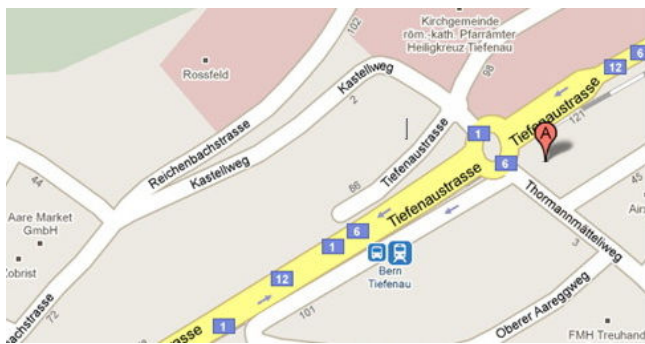 102
Kirchgemeinde
röm.-kath. Pfarrämter
Heiligkreuz Tiefenau
98
6
12
Rossfeld
Kastellweg
2
Tiefenaustrasse
121
A
1
Reichenbachstrasse
Kastellweg
Tiefenaustrasse
86
6
Tiefenaustrasse
Thormannmätteliweg
45
44
Aare Market
GmbH
6
1
3
Bern
Tiefenau
12
101
Oberer Aareggweg
72
1
FMH Treuhand